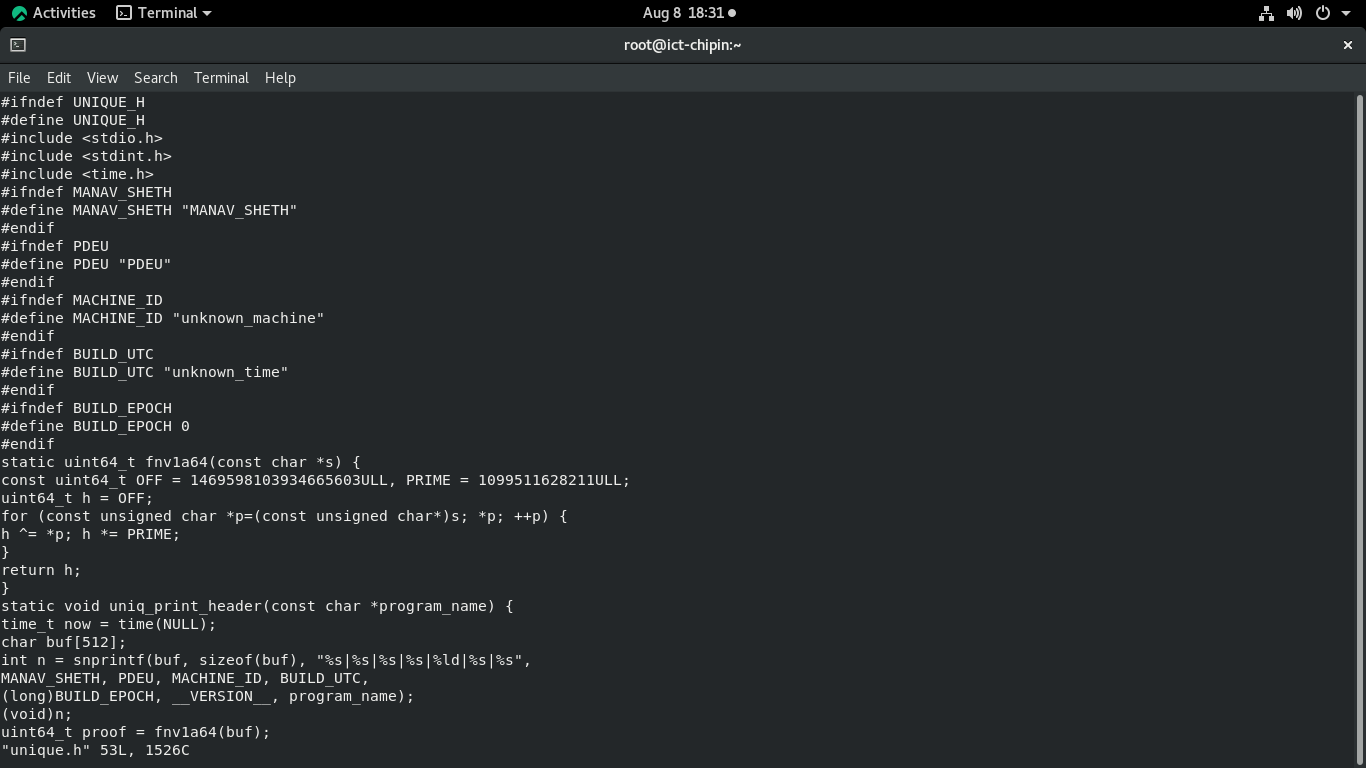 Activities Terminal Aug 8 18:31
root@ict-chipin:~
File Edit View Search Terminal Help
#ifndef UNIQUE_H
#define UNIQUE_H
#include <stdio.h>
#include <stdint.h>
#include <time.h>
#ifndef MANAV_SHETH
#define MANAV_SHETH "MANAV_SHETH"
#endif
#ifndef PDEU
#define PDEU "PDEU"
#endif
#ifndef MACHINE_ID
#define MACHINE_ID "unknown_machine"
#endif
#ifndef BUILD_UTC
#define BUILD_UTC "unknown_time"
#endif
#ifndef BUILD_EPOCH
#define BUILD_EPOCH 0
#endif
static uint64_t fnv1a64(const char *s) {
const uint64_t OFF = 1469598103934665603ULL, PRIME = 1099511628211ULL;
uint64_t h = OFF;
for (const unsigned char *p=(const unsigned char*)s; *p; ++p) {
h ^= *p; h *= PRIME;
}
return h;
}
static void uniq_print_header(const char *program_name) {
time_t now = time(NULL);
char buf[512];
int n = snprintf(buf, sizeof(buf), "%s|%s|%s|%s|%ld|%s|%s",
MANAV_SHETH, PDEU, MACHINE_ID, BUILD_UTC,
(long)BUILD_EPOCH, __VERSION__, program_name);
(void)n;
uint64_t proof = fnv1a64(buf);
"unique.h" 53L, 1526C